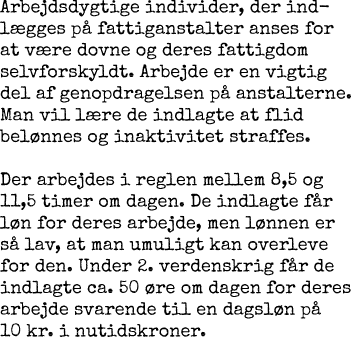 Arbejdsdygtige individer, der ind-
lægges på fattiganstalter anses for
at være dovne og deres fattigdom
selvforskyldt. Arbejde er en vigtig
del af genopdragelsen på anstalterne.
Man vil lære de indlagte at flid
belønnes og inaktivitet straffes.

Der arbejdes i reglen mellem 8,5 og
11,5 timer om dagen. De indlagte får
løn for deres arbejde, men lønnen er
så lav, at man umuligt kan overleve
for den. Under 2. verdenskrig får de
indlagte ca. 50 øre om dagen for deres
arbejde svarende til en dagsløn på
10 kr. i nutidskroner.